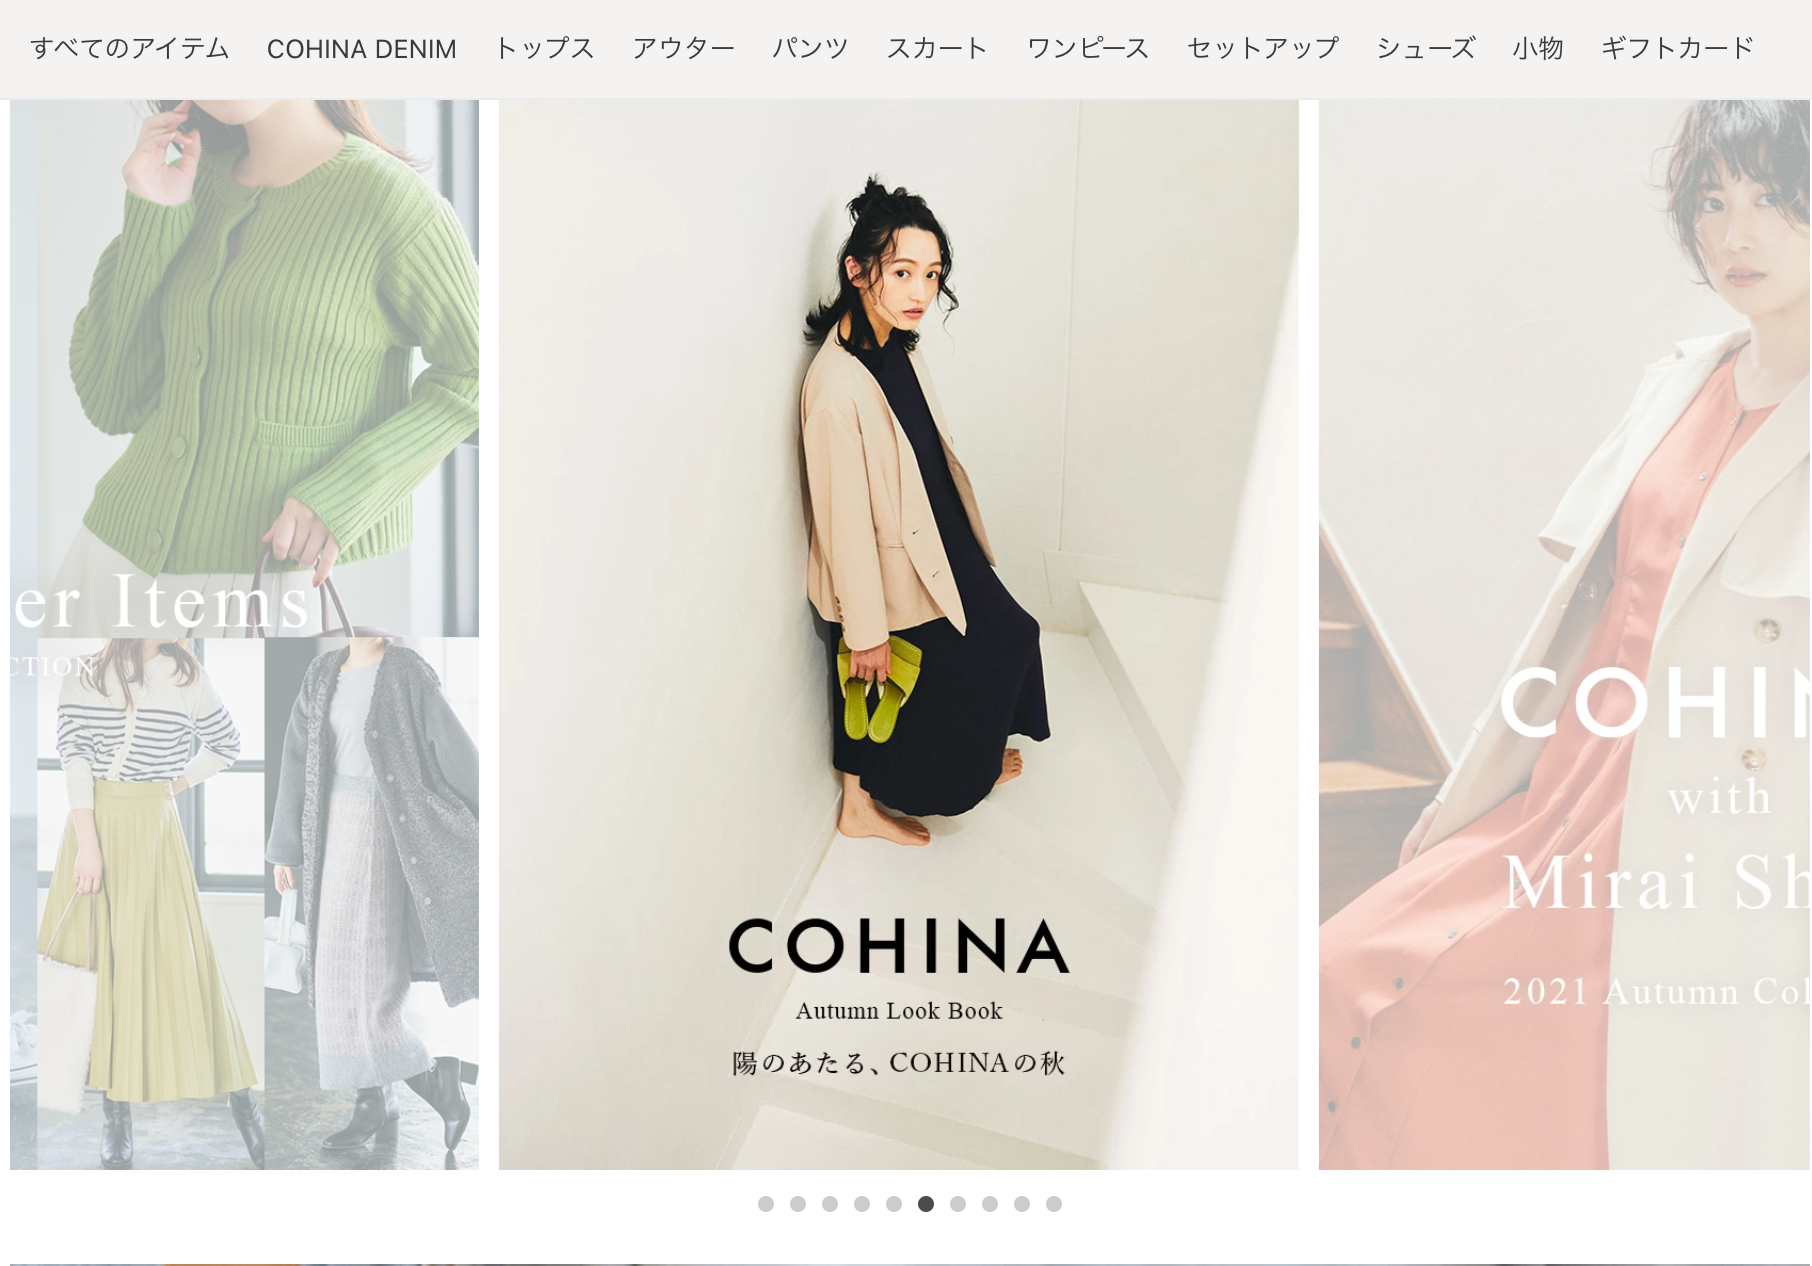 すべてのアイテム COHINA DENIM トップス アウター パンツ スカート ワンピース セットアップ シューズ 小物 ギフトカード
er Items
CTION
COHINA
Autumn Look Book
陽のあたる、COHINAの秋
COHIN
with
Mirai Sh
2021 Autumn Col